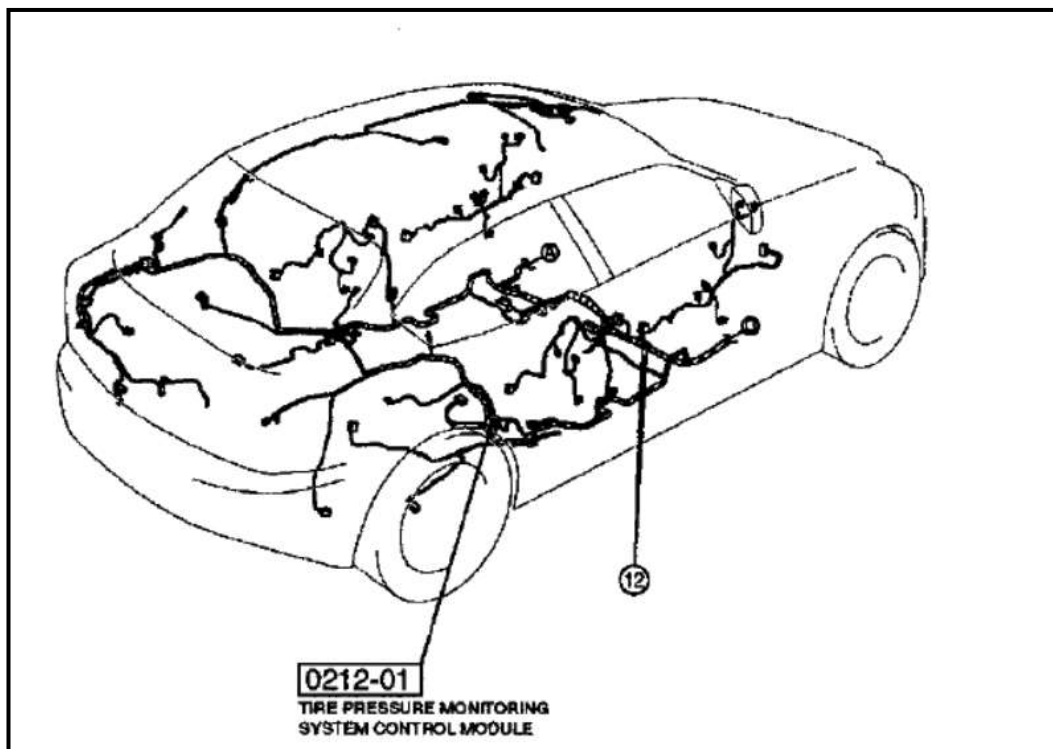 A
12
0212-01
TIRE PRESSURE MONITORING
SYSTEM CONTROL MODULE